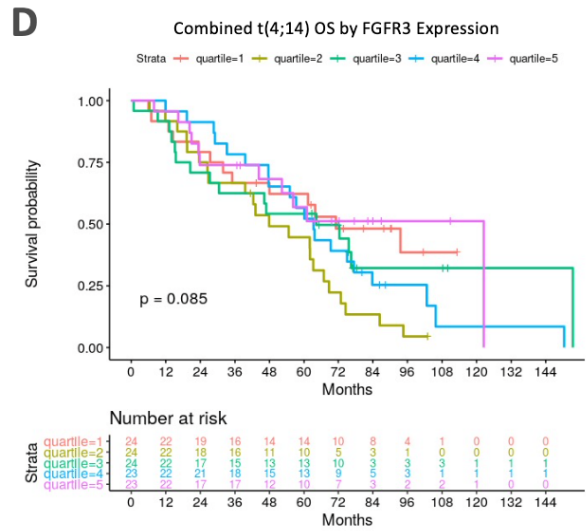 D
Combined t(4;14) OS by FGFR3 Expression
Strata quartile=1 quartile=2 quartile=3 quartile=4 quartile=5
Survival probability
1.00
0.75
0.50
0.25
0.00
p = 0.085
0 12 24 36 48 60 72 84 96 108 120 132 144
Months
Number at risk
Strata
quartile=1 24 22 19 16 14 14 10 8 4 1 0 0 0
quartile=2 24 22 18 16 11 10 5 3 1 0 0 0 0
quartile=3 24 22 17 15 13 13 10 3 3 3 1 1 1
quartile=4 23 22 21 18 15 13 9 5 3 1 1 1 1
quartile=5 23 22 17 17 12 10 7 3 2 2 1 0 0
0 12 24 36 48 60 72 84 96 108 120 132 144
Months